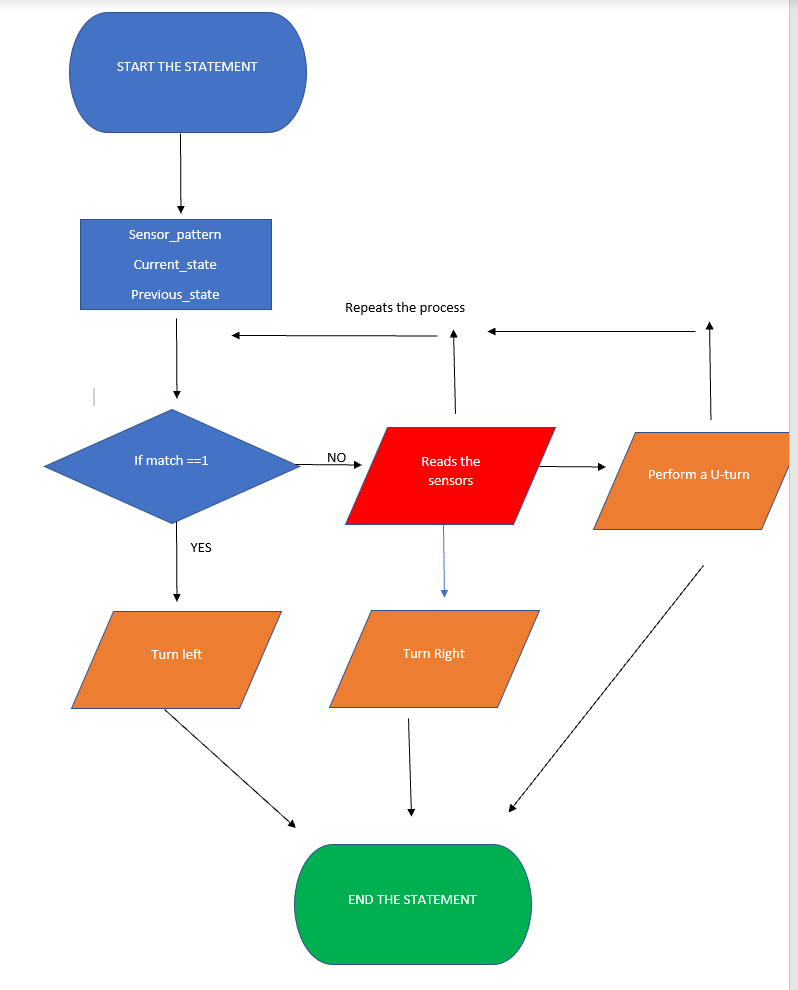 START THE STATEMENT
Sensor_pattern
Current_state
Previous_state
Repeats the process
If match ==1
NO
Reads the
sensors
Perform a U-turn
YES
Turn left
Turn Right
END THE STATEMENT